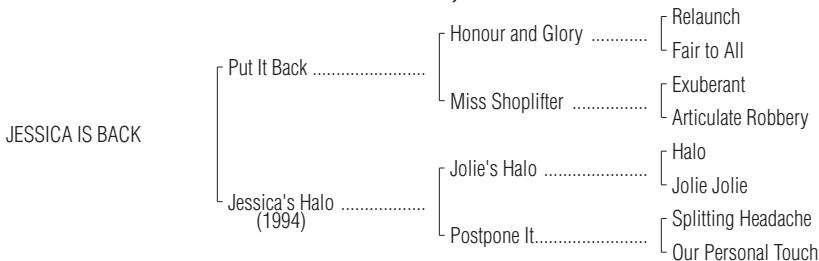 Relaunch
Honour and Glory ............
Fair to All
Put It Back ........................
Exuberant
Miss Shoplifter ................
Articulate Robbery
JESSICA IS BACK
Halo
Jolie's Halo ......................
Jolie Jolie
Jessica's Halo ..................
(1994)
Splitting Headache
Postpone It........................
Our Personal Touch